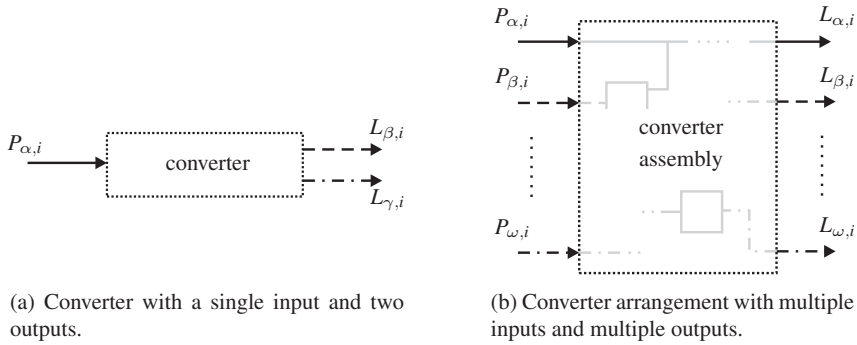 P_{α,i}
converter
L_{β,i}
L_{γ,i}
(a) Converter with a single input and two
outputs.
P_{α,i}
L_{α,i}
P_{β,i}
L_{β,i}
converter
assembly
P_{ω,i}
L_{ω,i}
(b) Converter arrangement with multiple
inputs and multiple outputs.